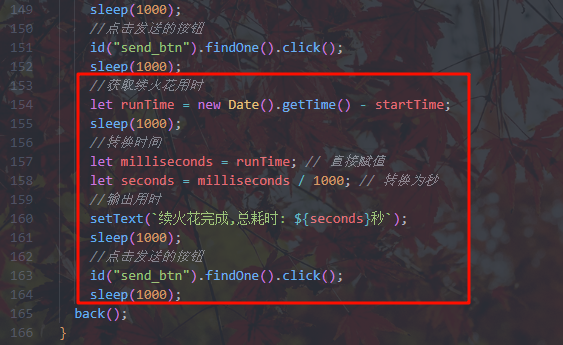 149 sleep(1000);
150 //点击发送的按钮
151 id("send_btn").findOne().click();
152 sleep(1000);
153 //获取续火花用时
154 let runTime = new Date().getTime() - startTime;
155 sleep(1000);
156 //转换时间
157 let milliseconds = runTime; // 直接赋值
158 let seconds = milliseconds / 1000; // 转换为秒
159 //输出用时
160 setText(`续火花完成,总耗时: ${seconds}秒`);
161 sleep(1000);
162 //点击发送的按钮
163 id("send_btn").findOne().click();
164 sleep(1000);
165 back();
166 }